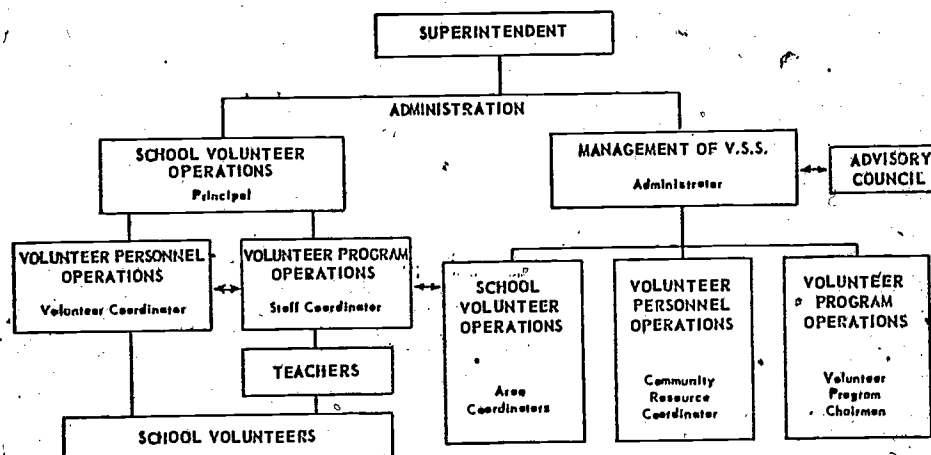 SUPERINTENDENT
ADMINISTRATION
SCHOOL VOLUNTEER
OPERATIONS
Principal
MANAGEMENT OF V.S.S.
Administrator
ADVISORY
COUNCIL
VOLUNTEER PERSONNEL
OPERATIONS
Volunteer Coordinator
VOLUNTEER PROGRAM
OPERATIONS
Staff Coordinator
SCHOOL
VOLUNTEER
OPERATIONS
Area
Coordinators
VOLUNTEER
PERSONNEL
OPERATIONS
Community
Resource
Coordinator
VOLUNTEER
PROGRAM
OPERATIONS
Volunteer
Program
Chairman
TEACHERS
SCHOOL VOLUNTEERS